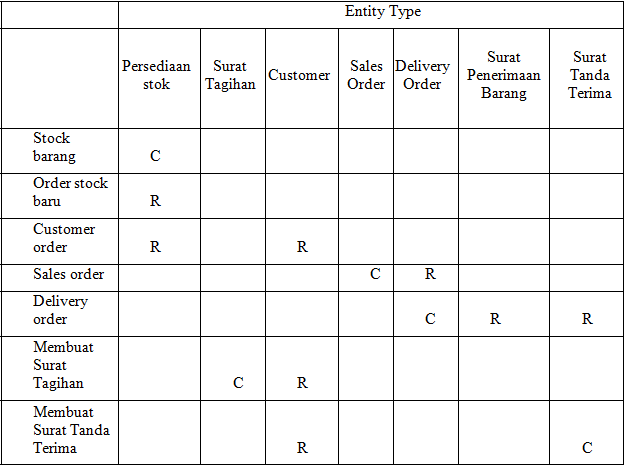 Entity Type
Persediaan stok
Surat Tagihan
Customer
Sales Order
Delivery Order
Surat Penerimaan Barang
Surat Tanda Terima
Stock barang C
Order stock baru R
Customer order R R
Sales order C R
Delivery order C R R
Membuat Surat Tagihan C R
Membuat Surat Tanda Terima R C